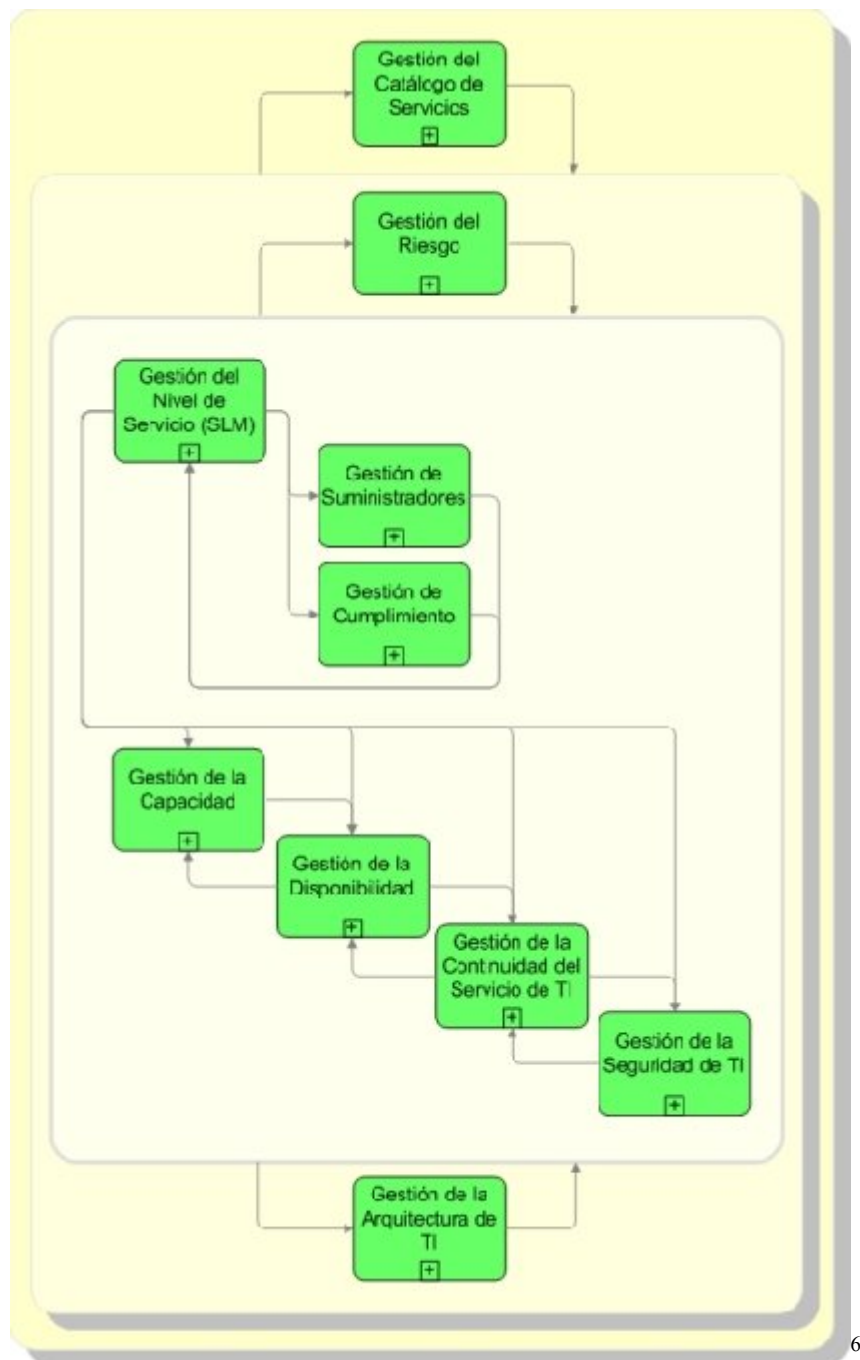 Gestión del
Catálogo de
Servicios
Gestión del
Riesgo
Gestión del
Nivel de
Servicio (SLM)
Gestión de
Suministradores
Gestión de
Cumplimiento
Gestión de la
Capacidad
Gestión de la
Disponibilidad
Gestión de la
Continuidad del
Servicio de TI
Gestión de la
Seguridad de TI
Gestión de la
Arquitectura de
TI
6